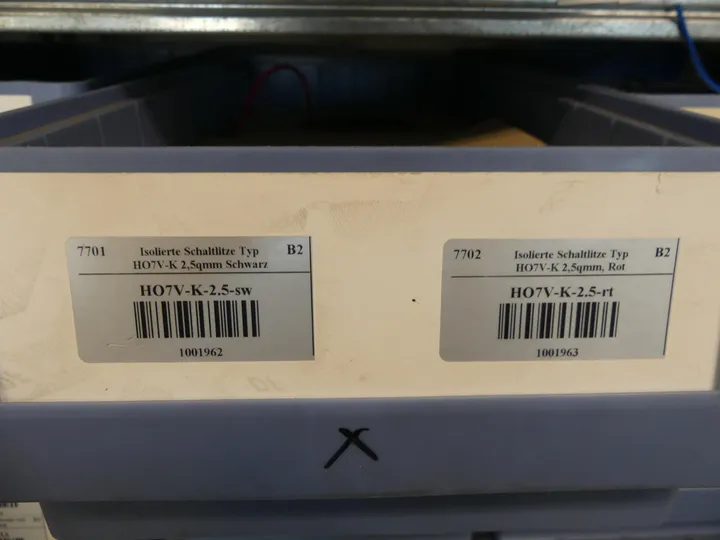 7701 Isolierte Schaltlitze Typ B2
HO7V-K 2,5qmm Schwarz
HO7V-K-2.5-sw
1001962
7702 Isolierte Schaltlitze Typ B2
HO7V-K 2,5qmm, Rot
HO7V-K-2.5-rt
1001963
X
B2